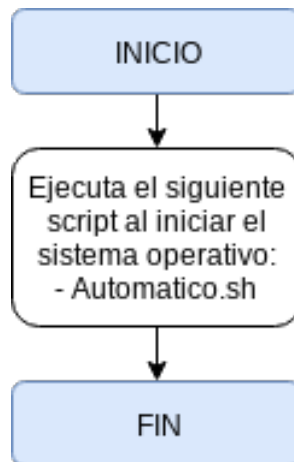 INICIO
Ejecuta el siguiente
script al iniciar el
sistema operativo:
- Automatico.sh
FIN